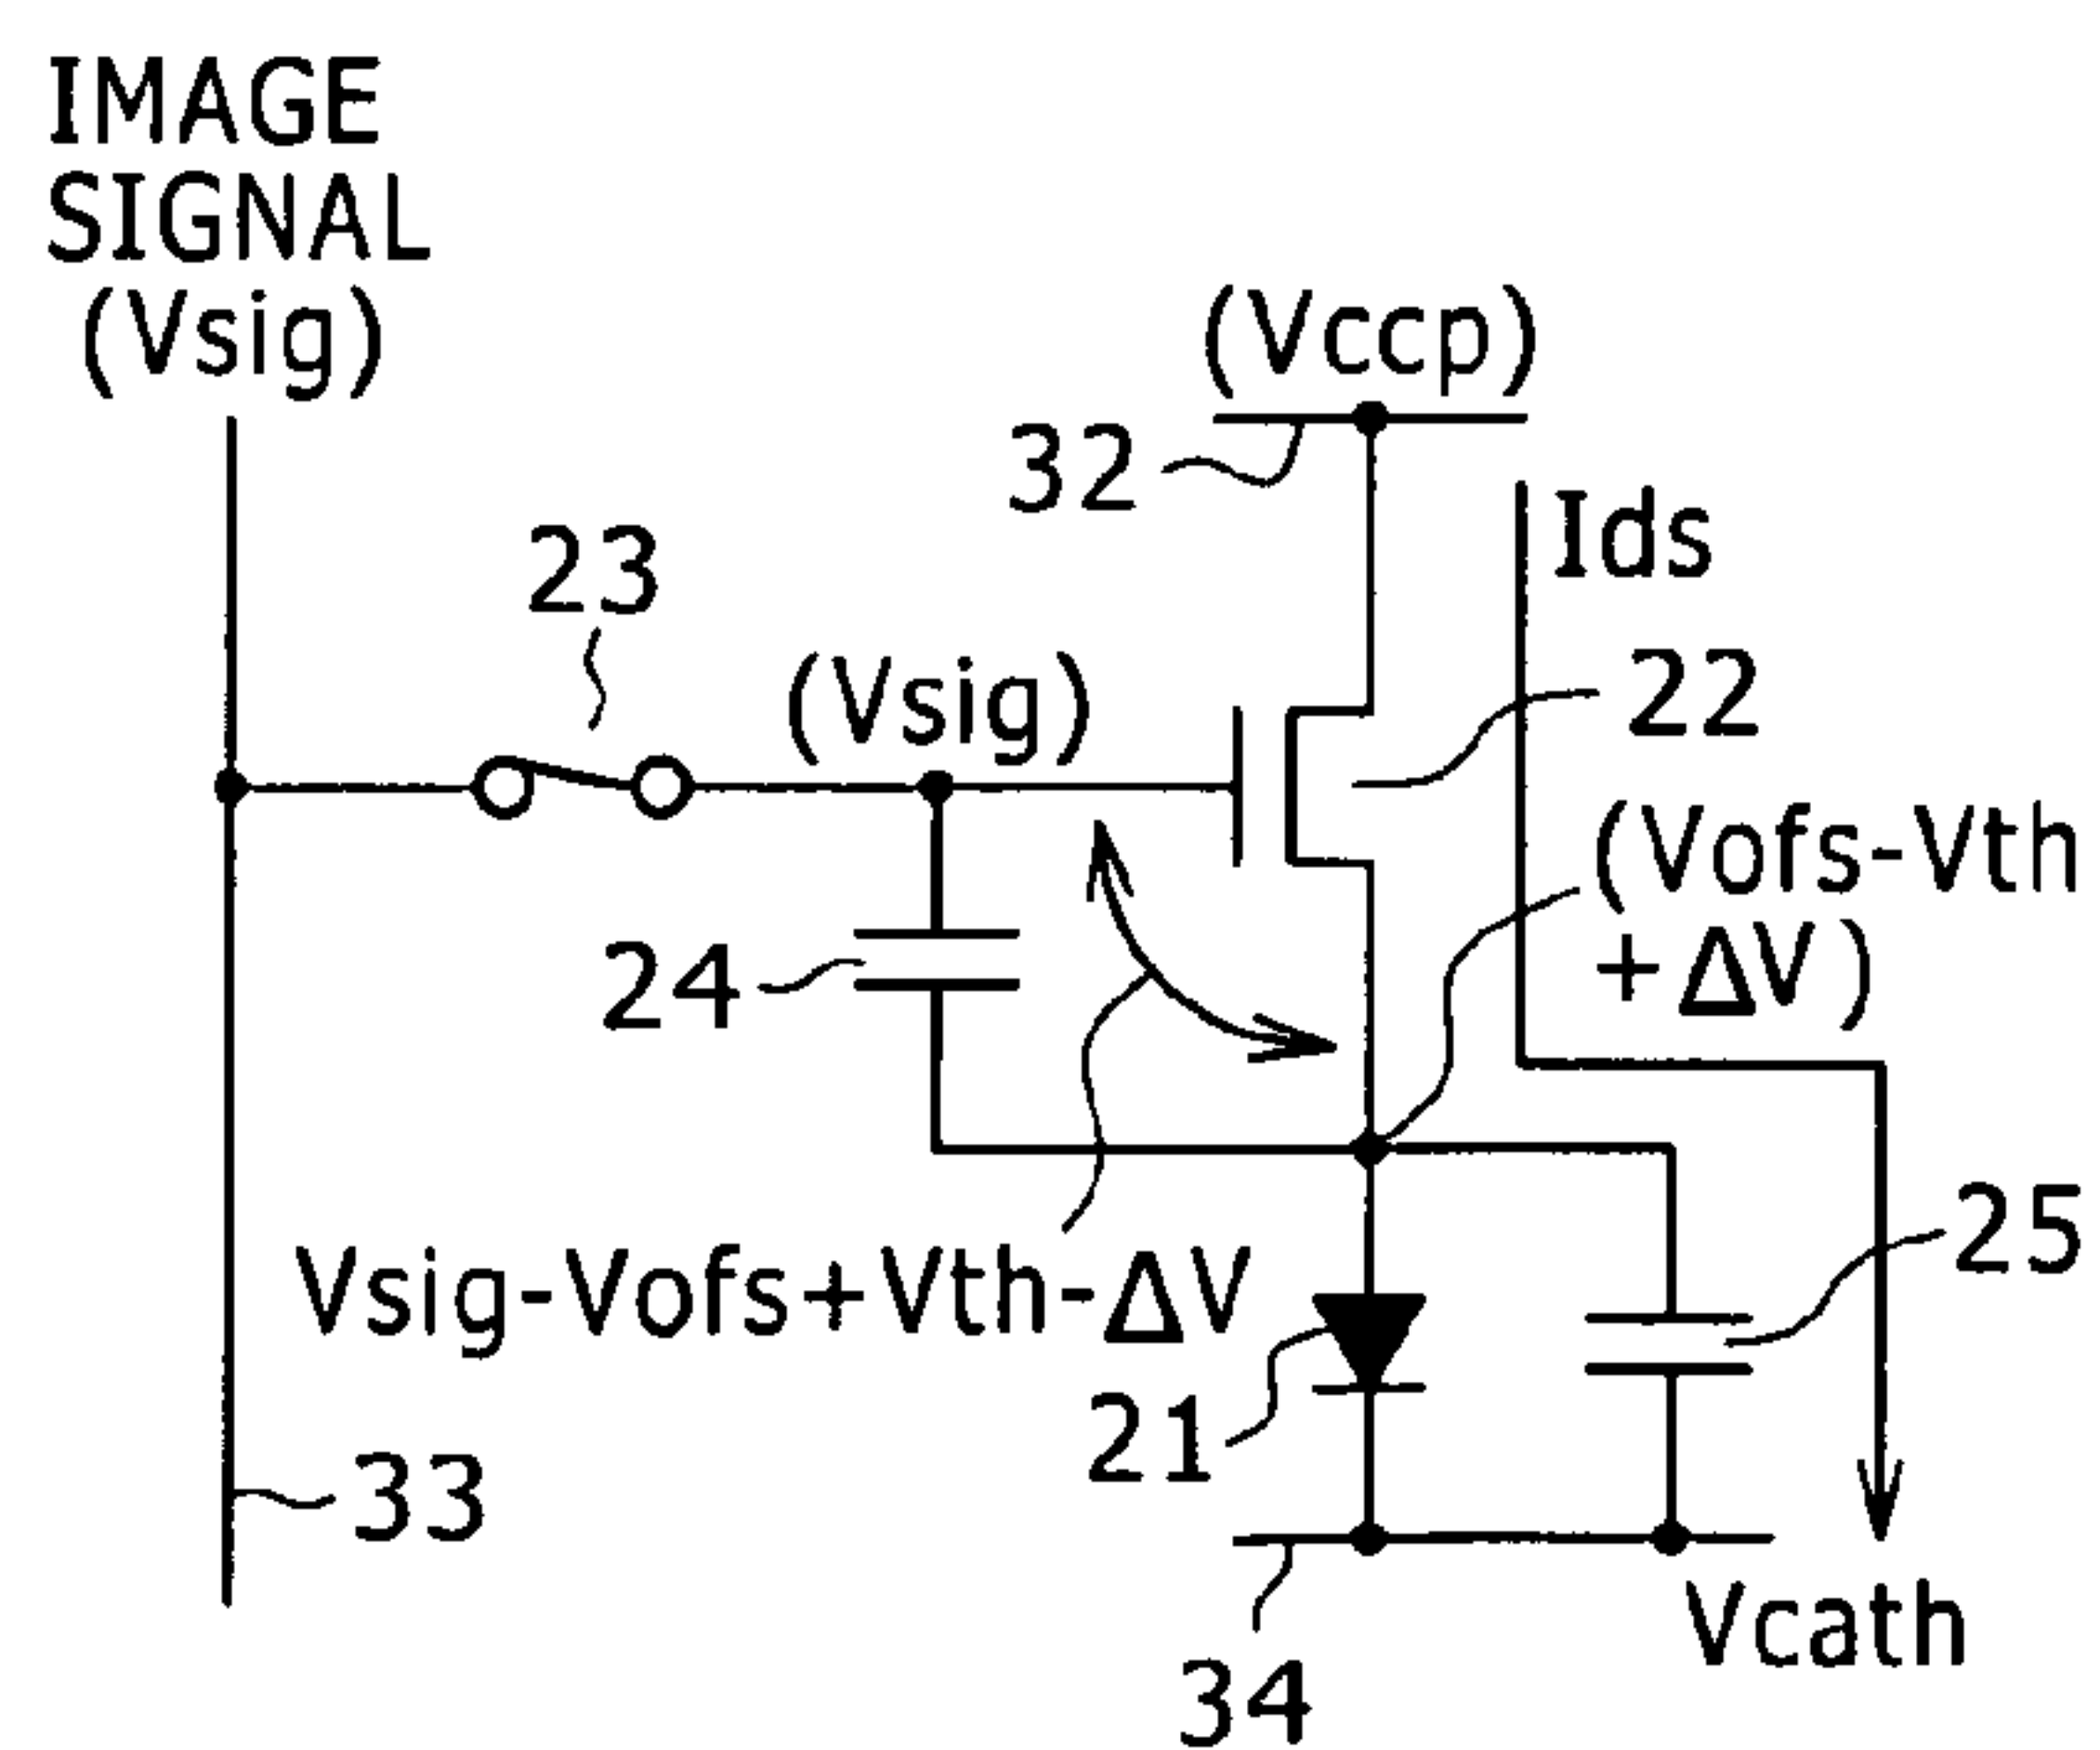 IMAGE
SIGNAL
(Vsig)
(Vccp)
32
Ids
23
(Vsig)
22
(Vofs-Vth
+ΔV)
24
25
Vsig-Vofs+Vth-ΔV
21
33
Vcath
34